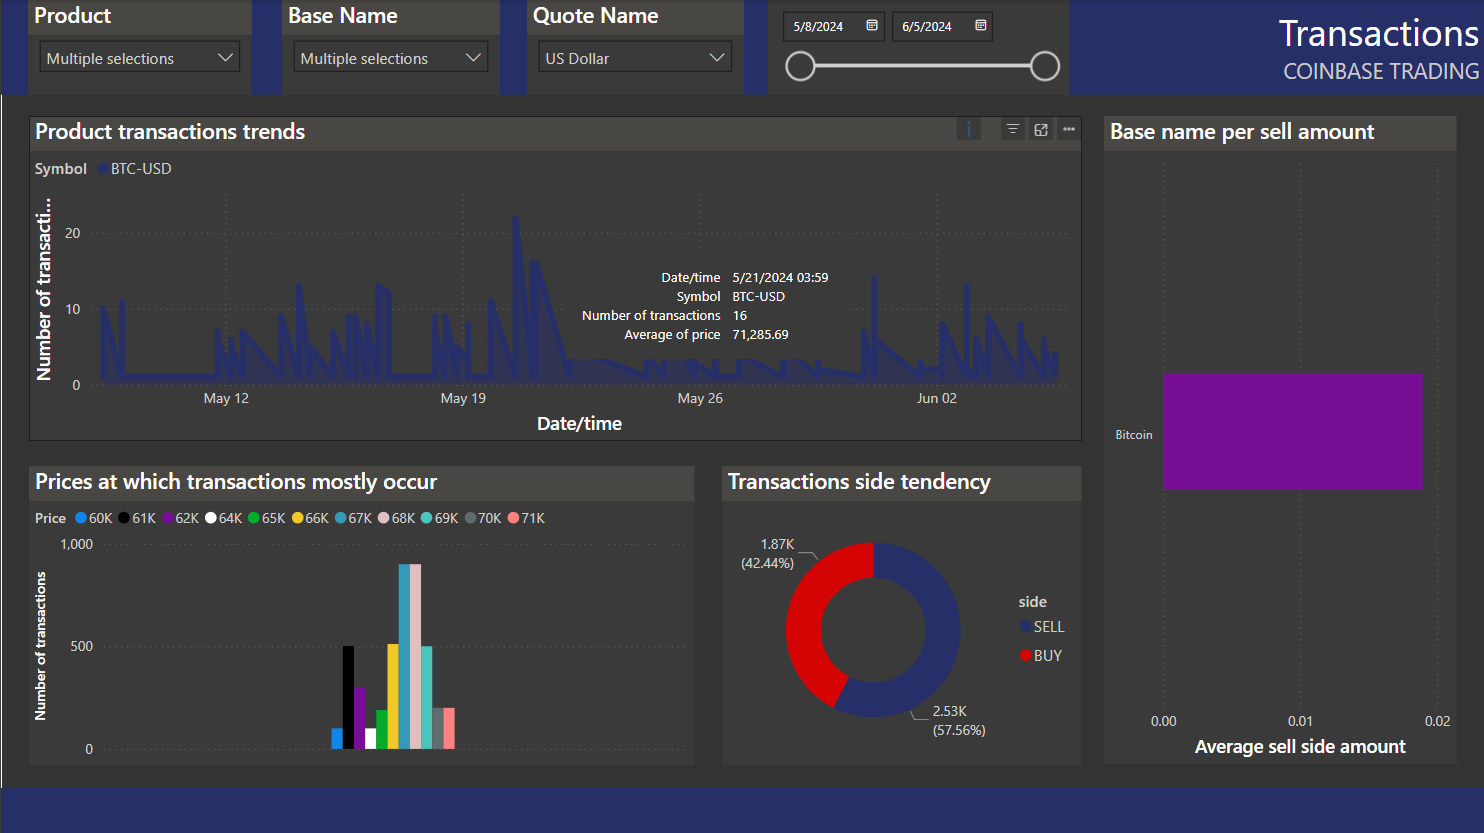 Product
Multiple selections
Base Name
Multiple selections
Quote Name
US Dollar
5/8/2024
6/5/2024
Transactions
COINBASE TRADING
Product transactions trends
Symbol
BTC-USD
Number of transacti...
20
10
0
May 12
May 19
May 26
Jun 02
Date/time
Date/time 5/21/2024 03:59
Symbol BTC-USD
Number of transactions 16
Average of price 71,285.69
Base name per sell amount
Bitcoin
0.00
0.01
0.02
Average sell side amount
Prices at which transactions mostly occur
Price 60K 61K 62K 64K 65K 66K 67K 68K 69K 70K 71K
Number of transactions
1,000
500
0
Transactions side tendency
1.87K
(42.44%)
2.53K
(57.56%)
side
SELL
BUY